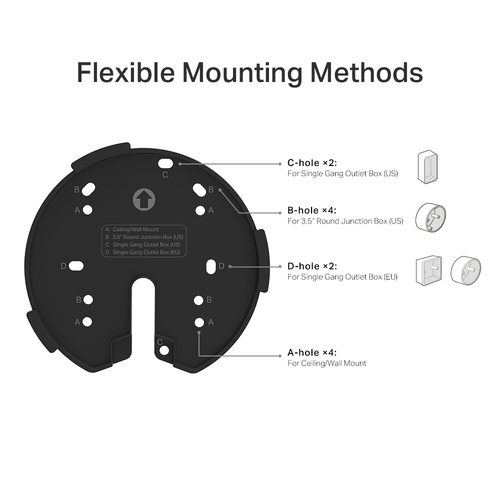 Flexible Mounting Methods
C
C-hole ×2:
For Single Gang Outlet Box (US)
B
B
A
A
B-hole ×4:
For 3.5" Round Junction Box (US)
A Ceiling/Wall Mount
B 3.5" Round Junction Box (US)
C Single Gang Outlet Box (US)
D Single Gang Outlet Box (EU)
D
D
D-hole ×2:
For Single Gang Outlet Box (EU)
B
B
A
A
C
A-hole ×4:
For Ceiling/Wall Mount